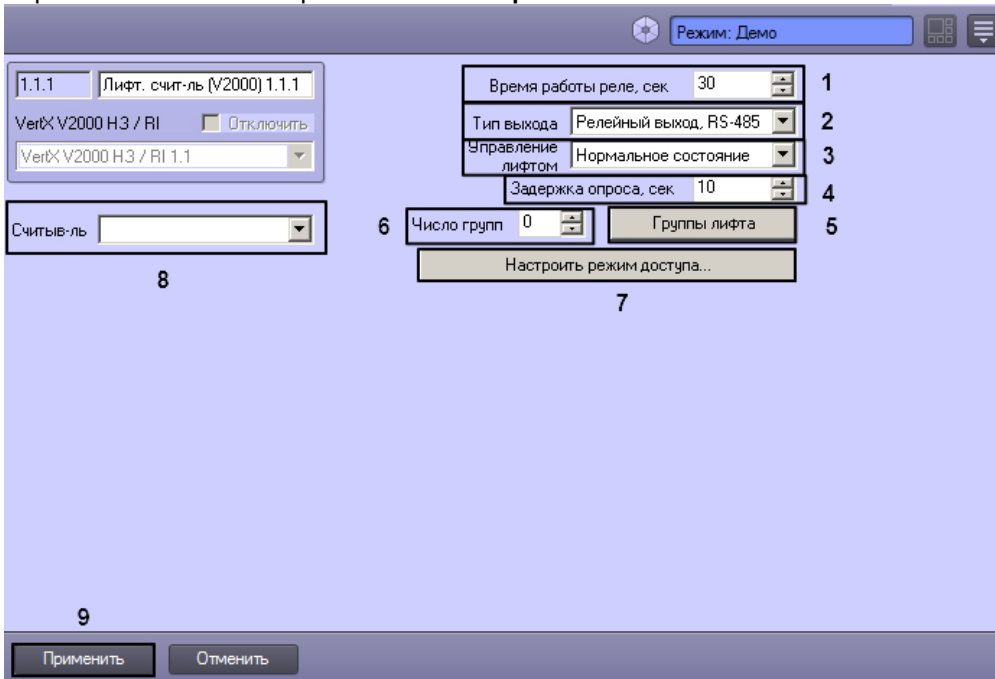 Режим: Демо
1.1.1 Лифт. счит-ль (V2000) 1.1.1
VertX V2000 H3 / RI Отключить
VertX V2000 H3 / RI 1.1
Время работы реле, сек 30 1
Тип выхода Релейный выход, RS-485 2
Управление лифтом Нормальное состояние 3
Задержка опроса, сек 10 4
Считыв-ль
8
6 Число групп 0 Группы лифта 5
Настроить режим доступа...
7
9
Применить Отменить